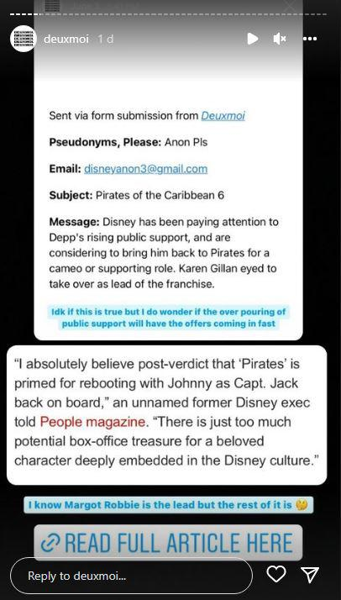 deuxmoi 1 d
Sent via form submission from Deuxmoi
Pseudonyms, Please: Anon Pls
Email: disneyanon3@gmail.com
Subject: Pirates of the Caribbean 6
Message: Disney has been paying attention to
Depp's rising public support, and are
considering to bring him back to Pirates for a
cameo or supporting role. Karen Gillan eyed to
take over as lead of the franchise.
Idk if this is true but I do wonder if the over pouring of
public support will have the offers coming in fast
“I absolutely believe post-verdict that ‘Pirates’ is
primed for rebooting with Johnny as Capt. Jack
back on board,” an unnamed former Disney exec
told People magazine. “There is just too much
potential box-office treasure for a beloved
character deeply embedded in the Disney culture.”
I know Margot Robbie is the lead but the rest of it is 🤔
READ FULL ARTICLE HERE
Reply to deuxmoi...